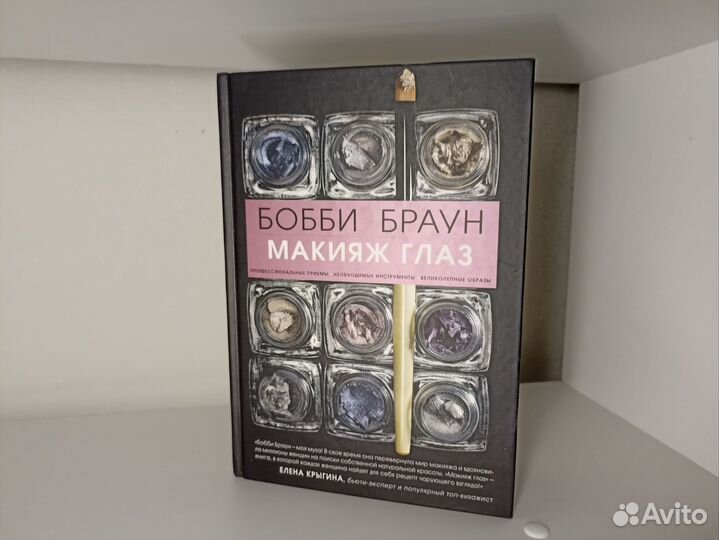 БОББИ БРАУН
МАКИЯЖ ГЛАЗ
ПРОФЕССИОНАЛЬНЫЕ ПРИЕМЫ НЕОБХОДИМЫЕ ИНСТРУМЕНТЫ ВЕЛИКОЛЕПНЫЕ ОБРАЗЫ
«Бобби Браун – моя муза! В свое время она перевернула мир макияжа и вдохнови-
ла миллионы женщин на поиски собственной натуральной красоты. «Макияж глаз» –
книга, в которой каждая женщина найдет для себя рецепт чарующего взгляда!»
ЕЛЕНА КРЫГИНА, бьюти-эксперт и популярный топ-визажист
Avito